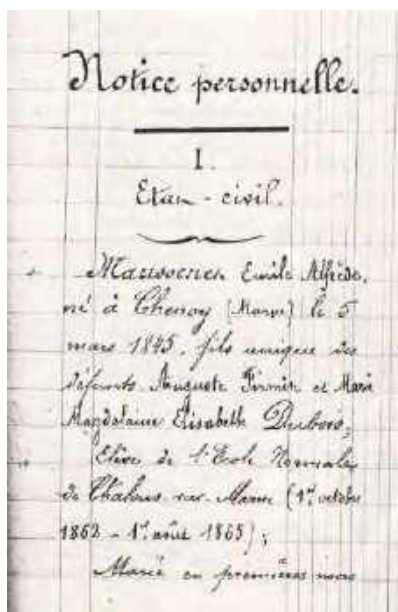 Notice personnelle.
I.
Etat-civil.
Maussenet Emile Alfrède,
né à Chenay (Marne) le 5
mars 1845, fils unique des
défunts Auguste Firmin et Marie
Magdelaine Elisabeth Dubois;
Elève de l'Ecole Normale
de Châlons-sur-Marne (1er octobre
1862 - 1er août 1865);
Marié en premières noces